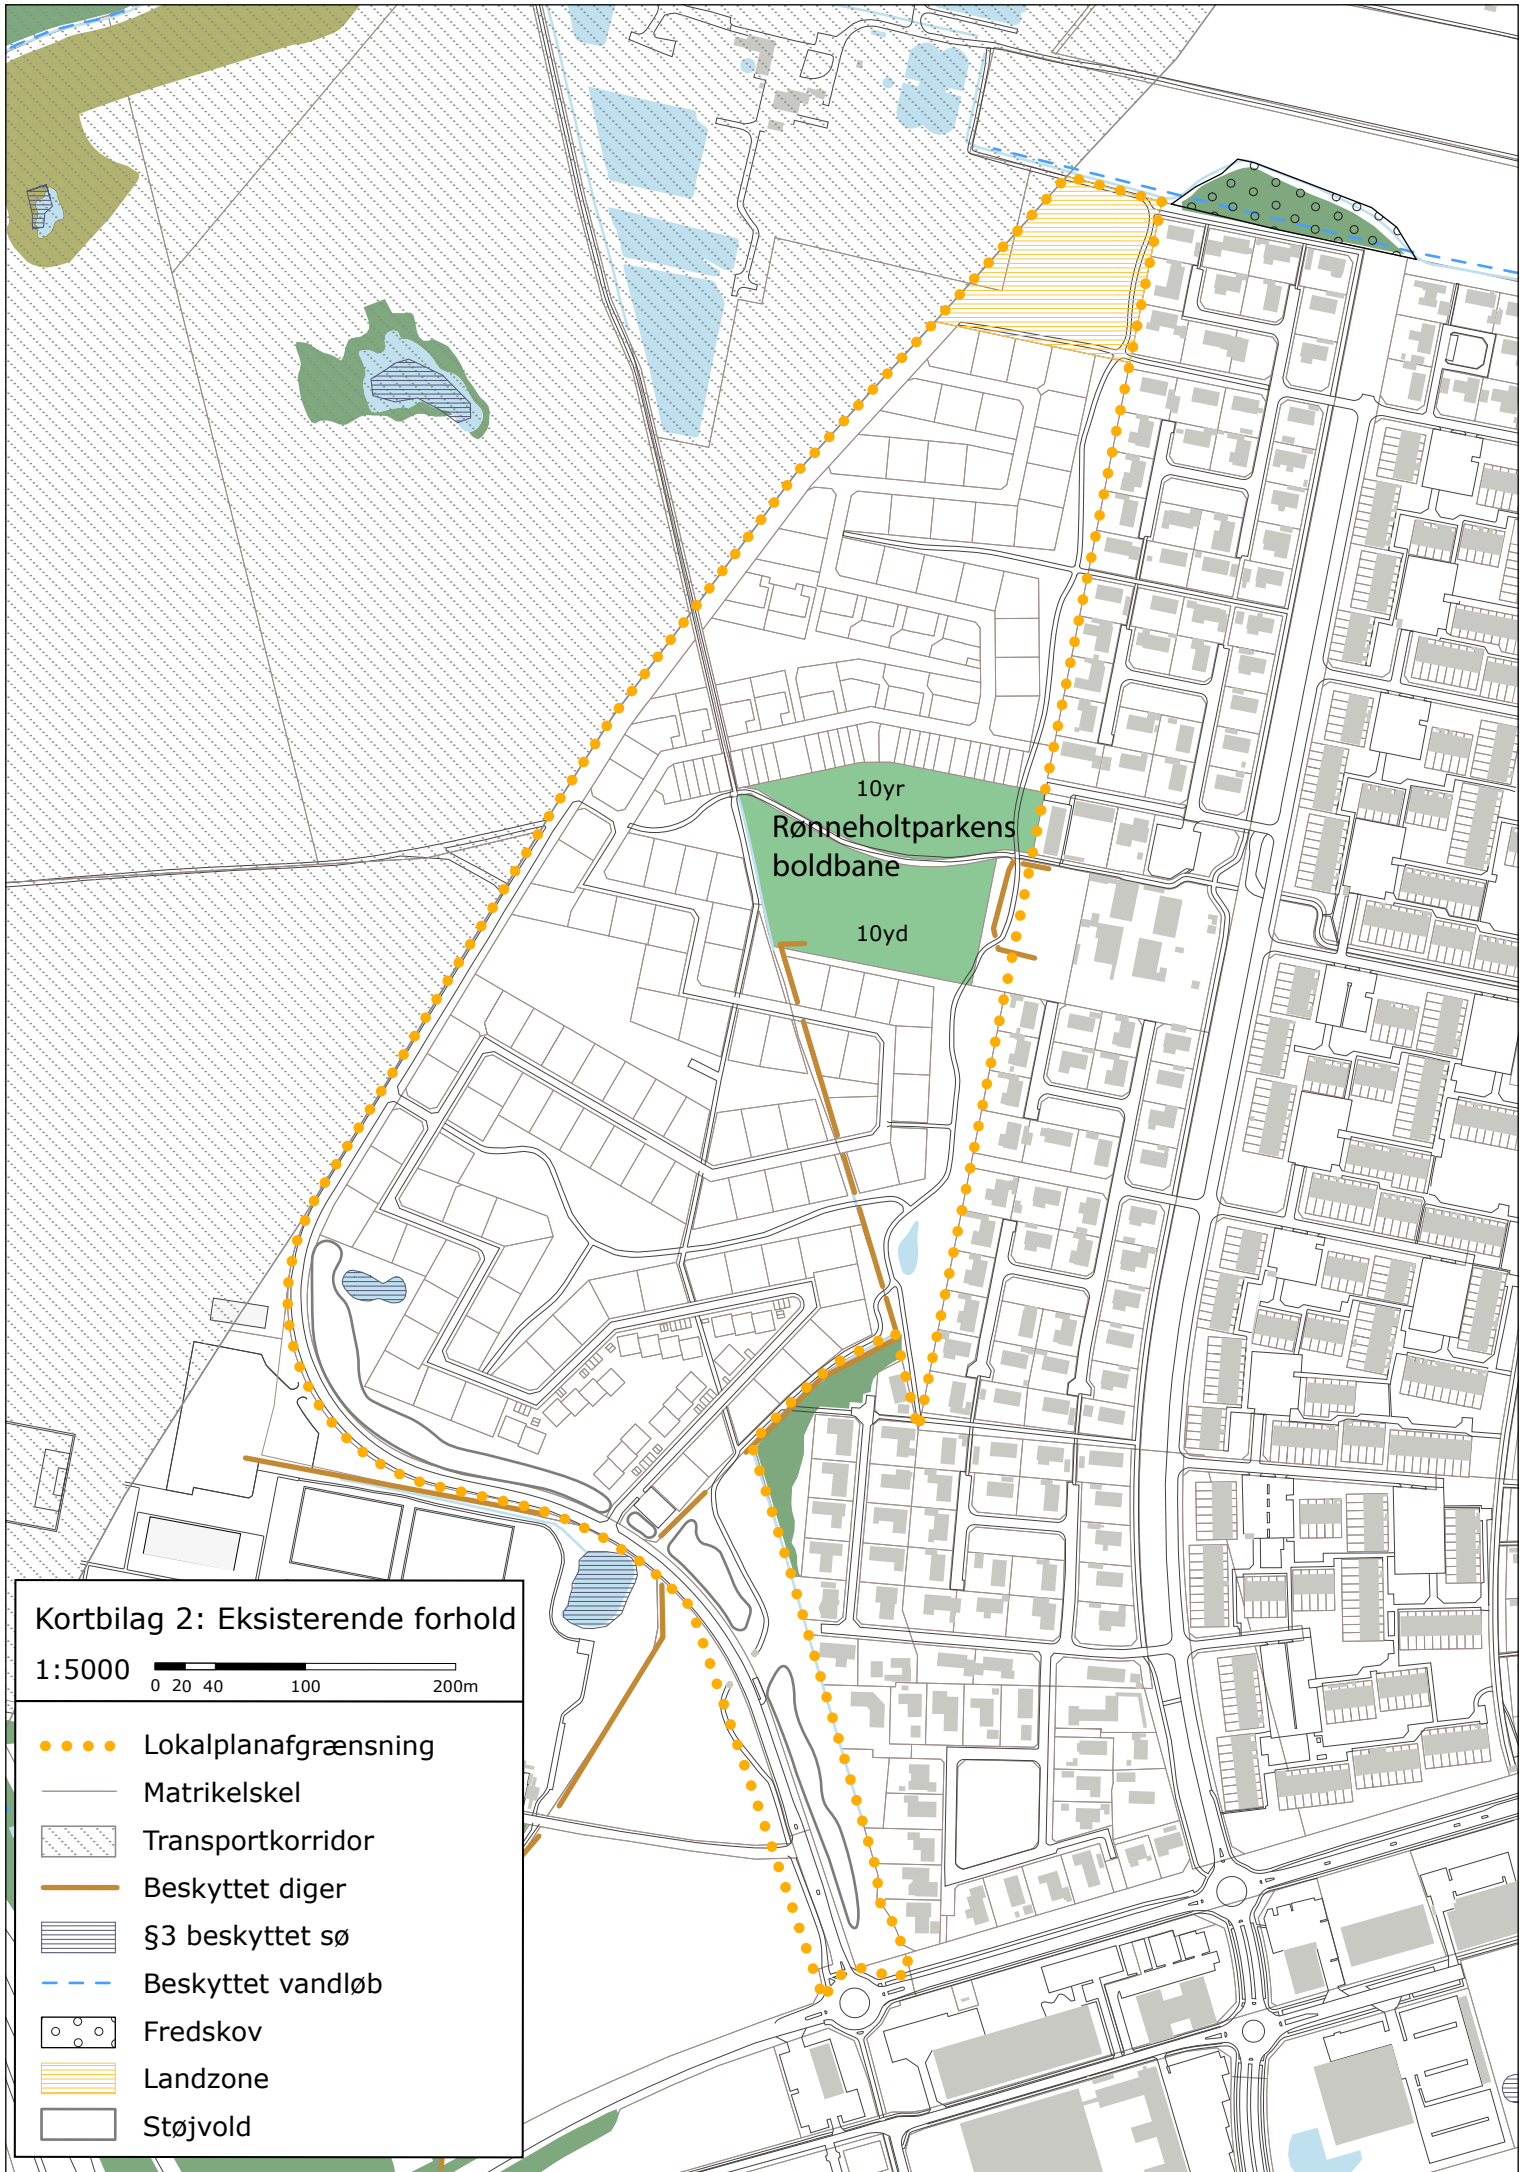 10yr
Rønneholtparkens
boldbane
10yd
Kortbilag 2: Eksisterende forhold
1:5000
0 20 40 100 200m
Lokalplanafgrænsning
Matrikelskel
Transportkorridor
Beskyttet diger
§3 beskyttet sø
Beskyttet vandløb
Fredskov
Landzone
Støjvold